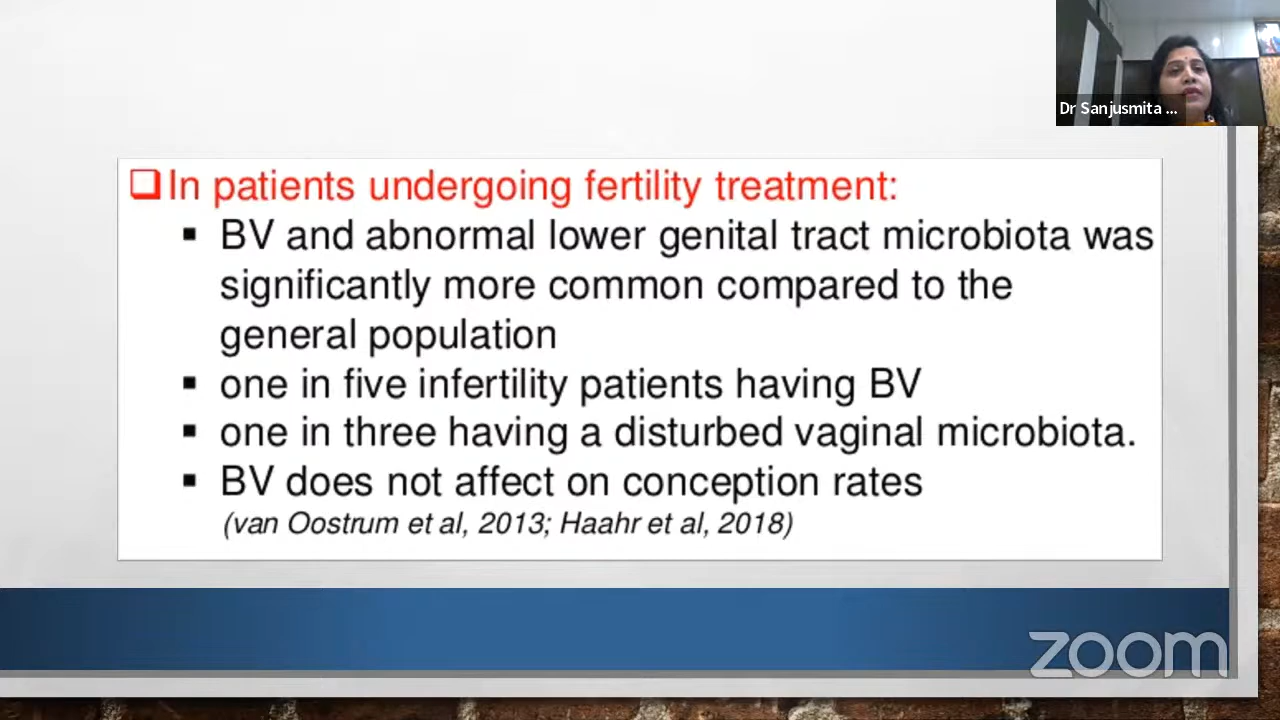 Dr Sanjusmita ...
❑In patients undergoing fertility treatment:
▪ BV and abnormal lower genital tract microbiota was
significantly more common compared to the
general population
▪ one in five infertility patients having BV
▪ one in three having a disturbed vaginal microbiota.
▪ BV does not affect on conception rates
(van Oostrum et al, 2013; Haahr et al, 2018)
zoom